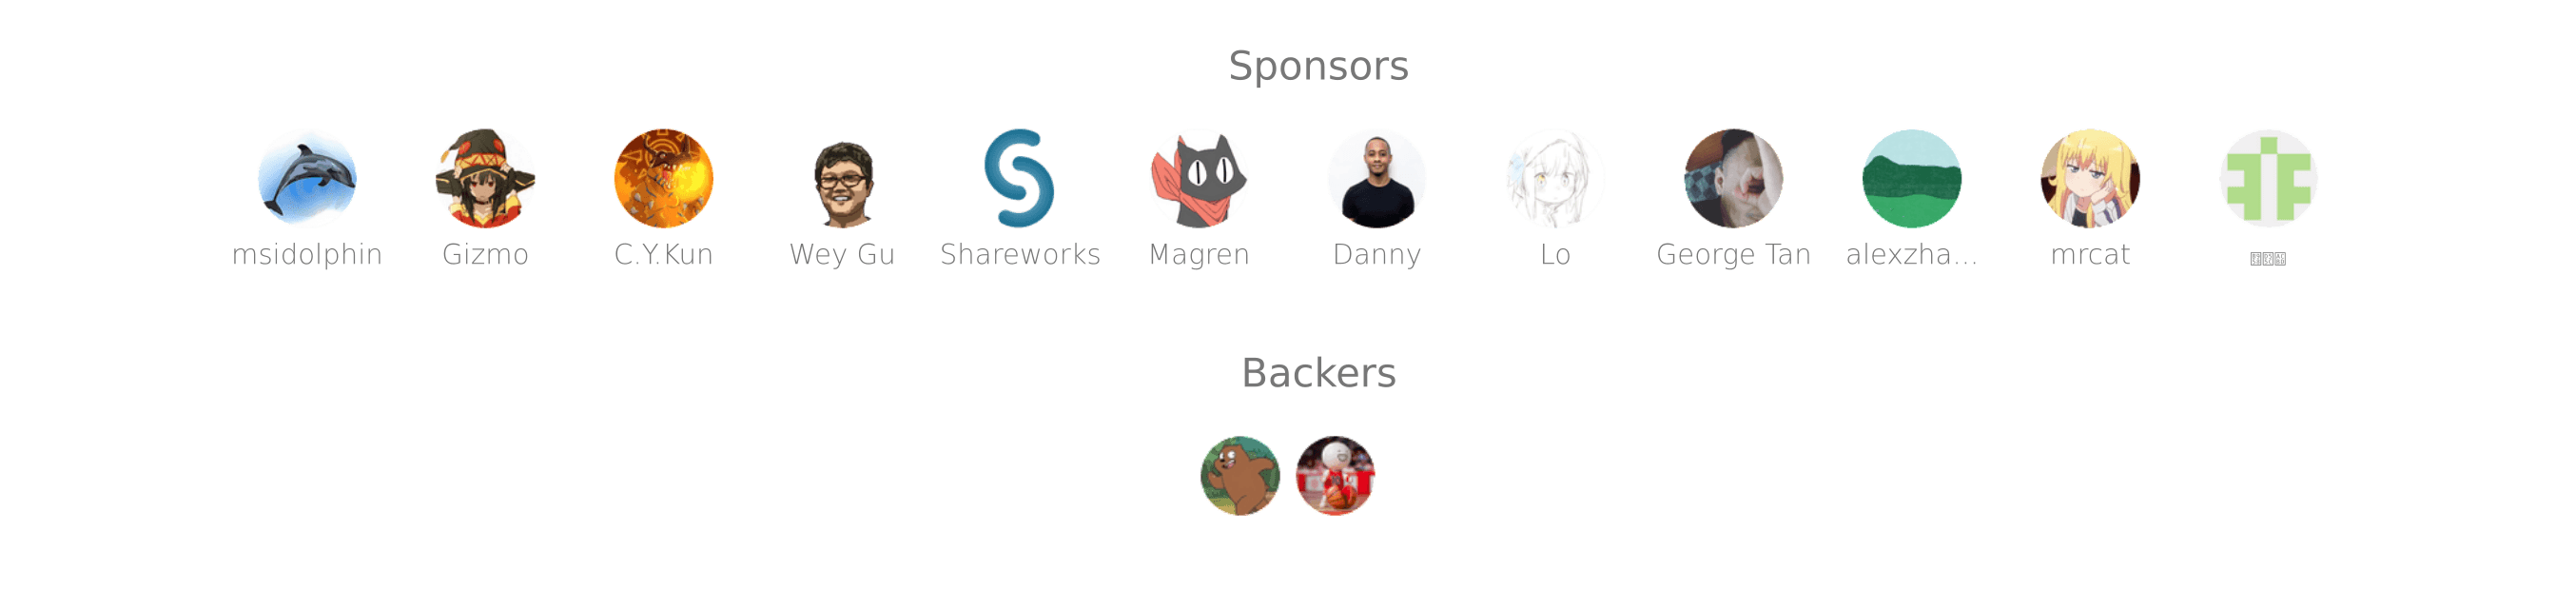 Sponsors
msidolphin Gizmo C.Y.Kun Wey Gu Shareworks Magren Danny Lo George Tan alexzha... mrcat
Backers